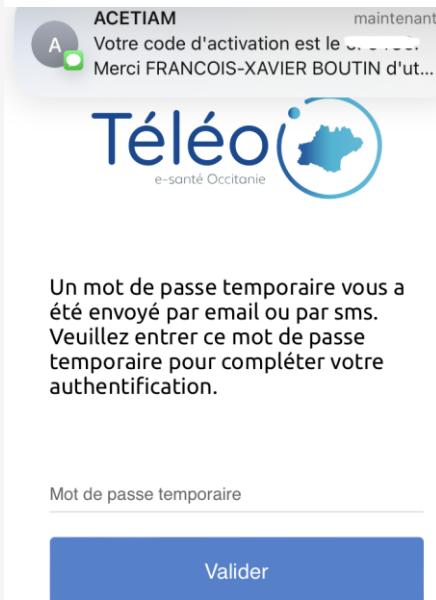 ACETIAM
maintenant
A
Votre code d'activation est le
Merci FRANCOIS-XAVIER BOUTIN d'ut...
Téléo
e-santé Occitanie
Un mot de passe temporaire vous a
été envoyé par email ou par sms.
Veuillez entrer ce mot de passe
temporaire pour compléter votre
authentification.
Mot de passe temporaire
Valider